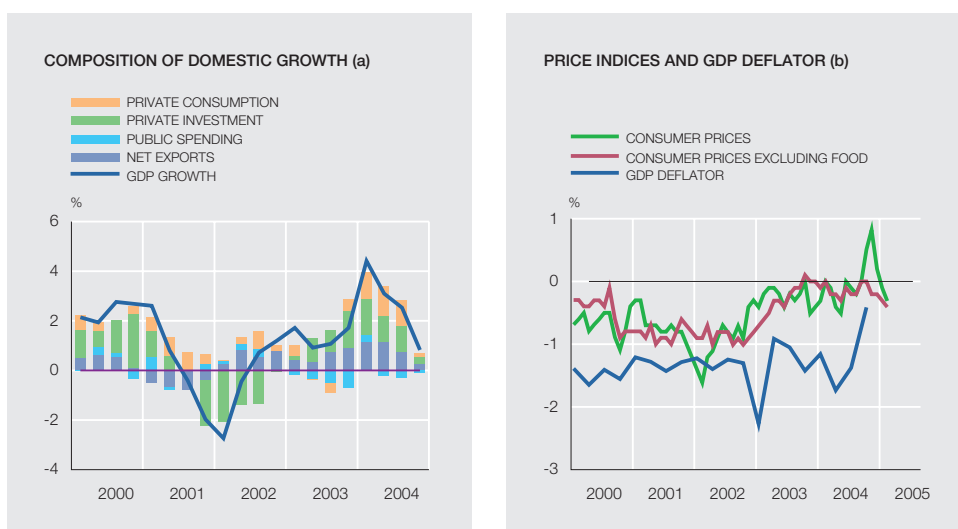 COMPOSITION OF DOMESTIC GROWTH (a)
PRIVATE CONSUMPTION
PRIVATE INVESTMENT
PUBLIC SPENDING
NET EXPORTS
GDP GROWTH
%
6
4
2
0
-2
-4
2000 2001 2002 2003 2004
PRICE INDICES AND GDP DEFLATOR (b)
CONSUMER PRICES
CONSUMER PRICES EXCLUDING FOOD
GDP DEFLATOR
%
1
0
-1
-2
-3
2000 2001 2002 2003 2004 2005